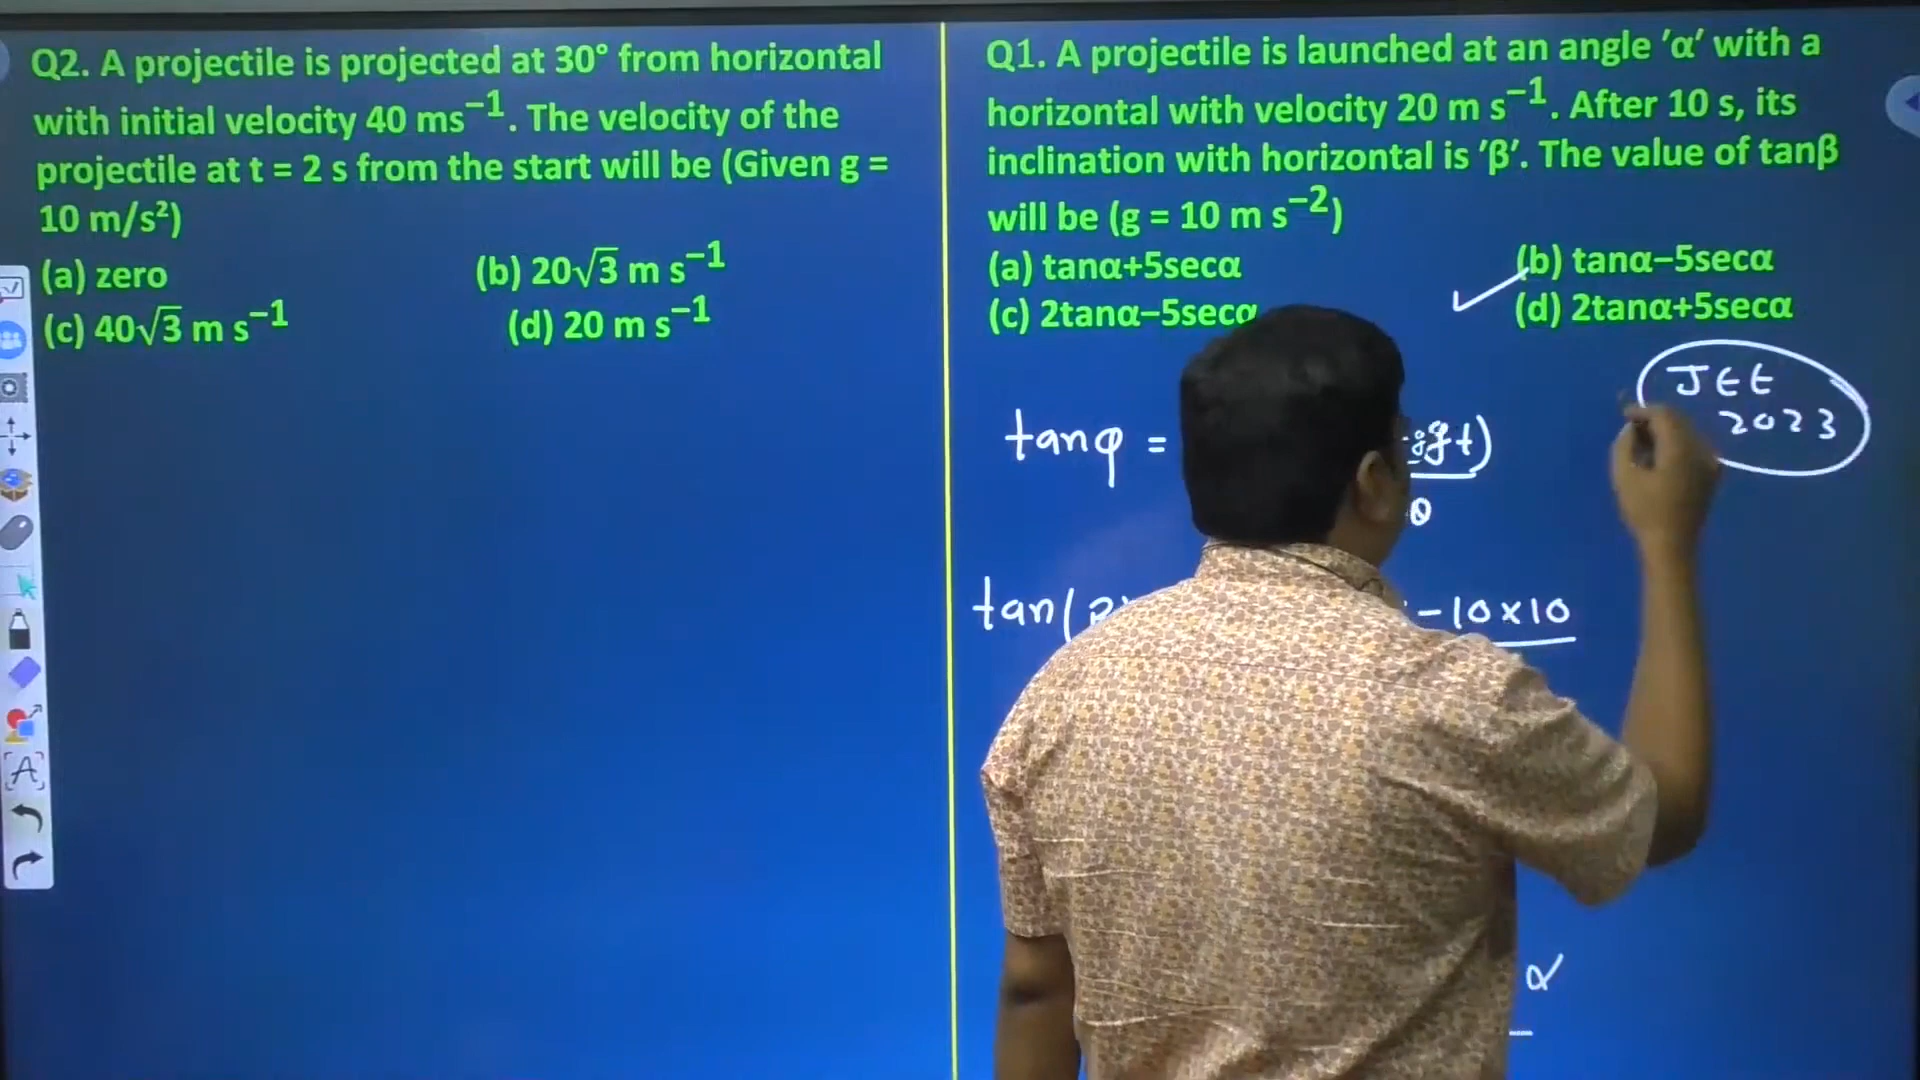 Q2. A projectile is projected at 30° from horizontal
with initial velocity 40 ms⁻¹. The velocity of the
projectile at t = 2 s from the start will be (Given g =
10 m/s²)
(a) zero (b) 20√3 m s⁻¹
(c) 40√3 m s⁻¹ (d) 20 m s⁻¹
Q1. A projectile is launched at an angle ′α′ with a
horizontal with velocity 20 m s⁻¹. After 10 s, its
inclination with horizontal is ′β′. The value of tanβ
will be (g = 10 m s⁻²)
(a) tanα+5secα (b) tanα−5secα
(c) 2tanα−5secα (d) 2tanα+5secα
JEE
2023
tanφ = gt)
θ
tan( −10×10
α